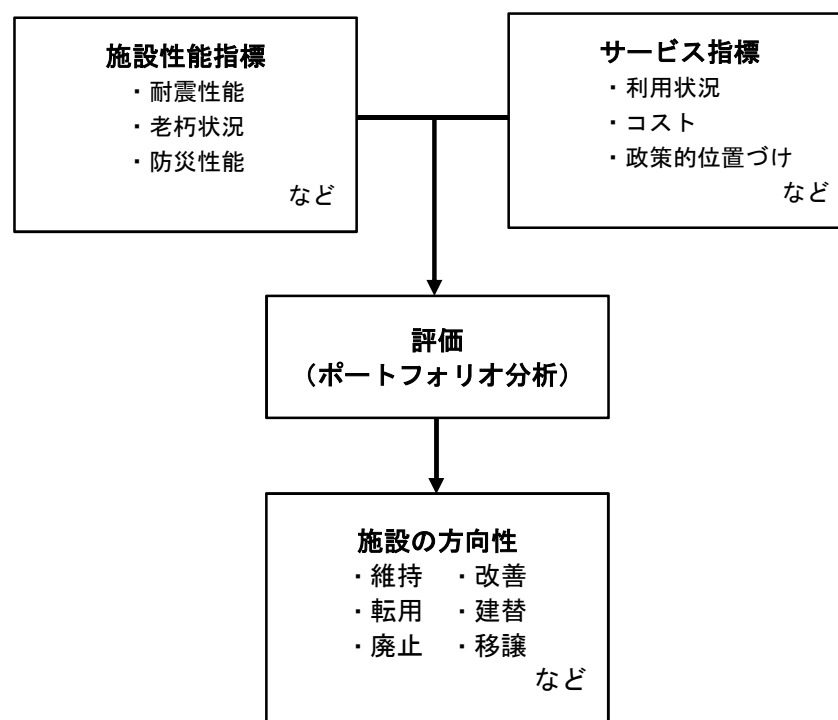 施設性能指標
・耐震性能
・老朽状況
・防災性能
など
サービス指標
・利用状況
・コスト
・政策的位置づけ
など
評価
（ポートフォリオ分析）
施設の方向性
・維持 ・改善
・転用 ・建替
・廃止 ・移譲
など